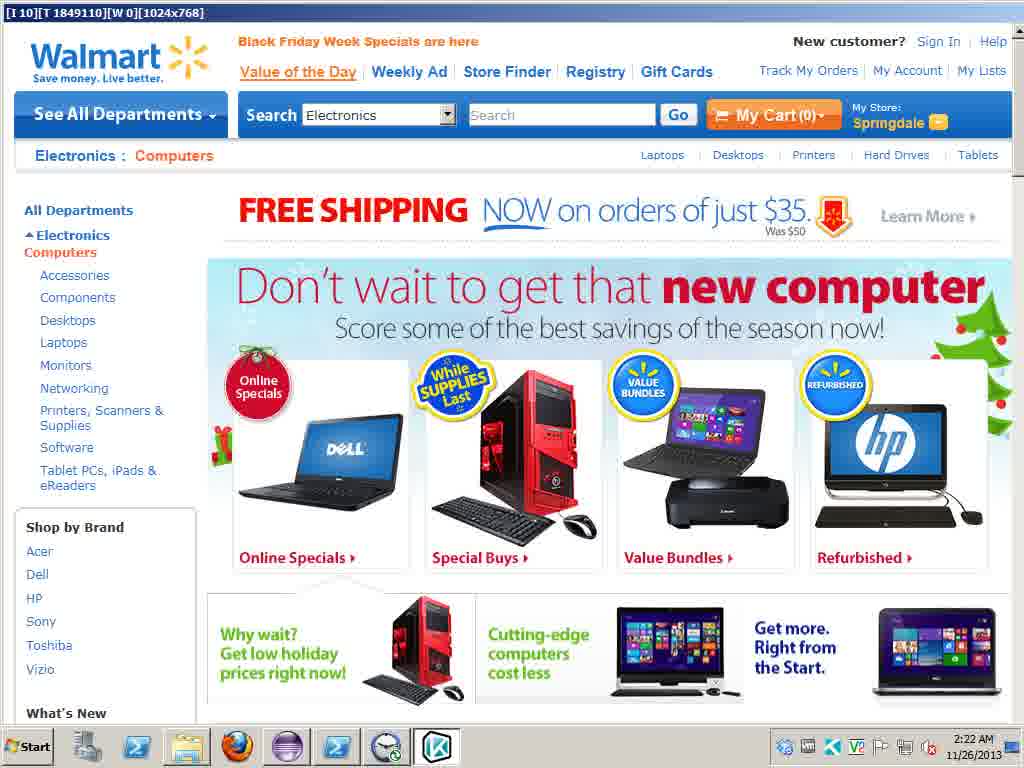 [I 10][T 1849110][W 0][1024x768]
Walmart
Save money. Live better.
Black Friday Week Specials are here
New customer? Sign In Help
Value of the Day Weekly Ad Store Finder Registry Gift Cards
Track My Orders My Account My Lists
See All Departments
Search Electronics Search Go
My Cart (0)
My Store:
Springdale
Electronics : Computers
Laptops Desktops Printers Hard Drives Tablets
All Departments
Electronics
Computers
Accessories
Components
Desktops
Laptops
Monitors
Networking
Printers, Scanners &
Supplies
Software
Tablet PCs, iPads &
eReaders
Shop by Brand
Acer
Dell
HP
Sony
Toshiba
Vizio
What's New
FREE SHIPPING NOW on orders of just $35.
Was $50
Learn More
Don't wait to get that new computer
Score some of the best savings of the season now!
Online
Specials
DELL
Online Specials
While
SUPPLIES
Last
Special Buys
VALUE
BUNDLES
Value Bundles
REFURBISHED
hp
Refurbished
Why wait?
Get low holiday
prices right now!
Cutting-edge
computers
cost less
Get more.
Right from
the Start.
Start
2:22 AM
11/26/2013